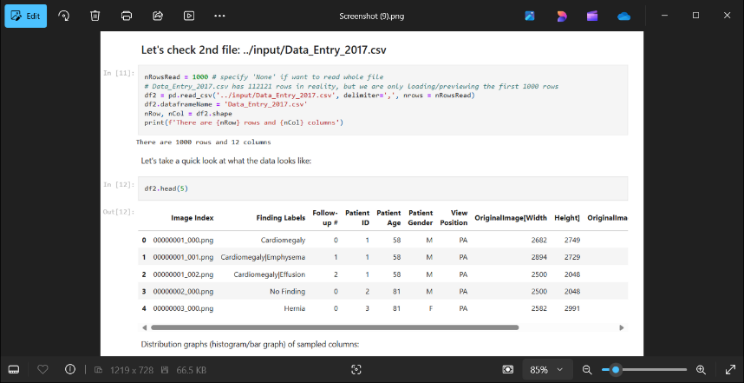 Edit
Screenshot (9).png
Let's check 2nd file: ../input/Data_Entry_2017.csv
In [11]:
nRowsRead = 1000 # specify 'None' if want to read whole file
# Data_Entry_2017.csv has 112121 rows in reality, but we are only loading/previewing the first 1000 rows
df2 = pd.read_csv('../input/Data_Entry_2017.csv', delimiter=',', nrows = nRowsRead)
df2.dataframeName = 'Data_Entry_2017.csv'
nRow, nCol = df2.shape
print(f'There are {nRow} rows and {nCol} columns')
There are 1000 rows and 12 columns
Let's take a quick look at what the data looks like:
In [12]:
df2.head(5)
Out[12]:
Image Index Finding Labels Follow-up # Patient ID Patient Age Patient Gender View Position OriginalImage[Width Height] OriginalIma
0 00000001_000.png Cardiomegaly 0 1 58 M PA 2682 2749
1 00000001_001.png Cardiomegaly|Emphysema 1 1 58 M PA 2894 2729
2 00000001_002.png Cardiomegaly|Effusion 2 1 58 M PA 2500 2048
3 00000002_000.png No Finding 0 2 81 M PA 2500 2048
4 00000003_000.png Hernia 0 3 81 F PA 2582 2991
Distribution graphs (histogram/bar graph) of sampled columns:
1219 x 728 66.5 KB 85%